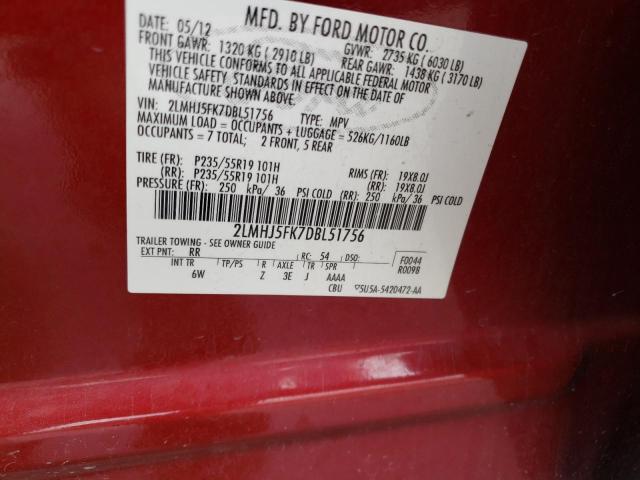 MFD. BY FORD MOTOR CO.
DATE: 05/12 GVWR: 2735 KG ( 6030 LB)
FRONT GAWR: 1320 KG ( 2910 LB) REAR GAWR: 1438 KG ( 3170 LB)
THIS VEHICLE CONFORMS TO ALL APPLICABLE FEDERAL MOTOR
VEHICLE SAFETY STANDARDS IN EFFECT ON THE DATE OF
MANUFACTURE SHOWN ABOVE.
VIN: 2LMHJ5FK7DBL51756 TYPE: MPV
MAXIMUM LOAD = OCCUPANTS + LUGGAGE = 526KG/1160LB
OCCUPANTS = 7 TOTAL; 2 FRONT, 5 REAR
TIRE (FR): P235/55R19 101H RIMS (FR): 19X8.0J
(RR): P235/55R19 101H (RR): 19X8.0J
PRESSURE (FR): 250 kPa/ 36 PSI COLD (RR): 250 kPa/ 36 PSI COLD
2LMHJ5FK7DBL51756
TRAILER TOWING - SEE OWNER GUIDE
EXT PNT: RR RC: 54 DSO: F0044
R0098
INT TR TP/PS R AXLE TR SPR
6W Z 3E J AAAA
CBU 5U5A-5420472-AA